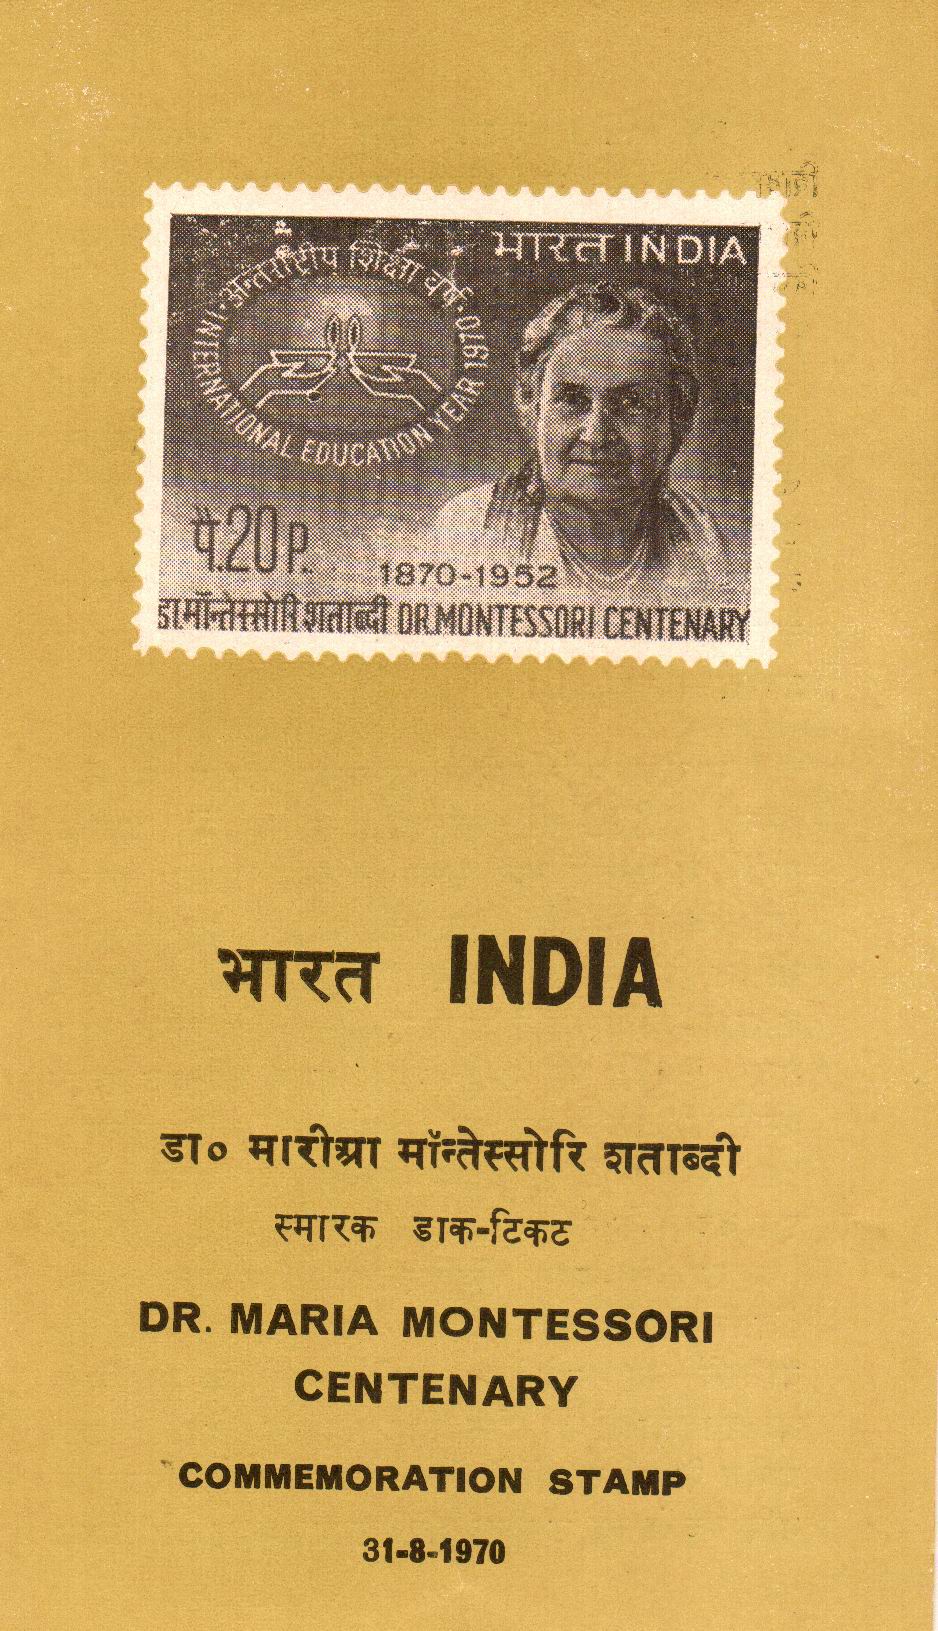 भारत INDIA
अन्तर्राष्ट्रीय शिक्षा वर्ष
INTERNATIONAL EDUCATION YEAR 1970
पै.20 P.
1870-1952
डा.मॉन्तेस्सोरि शताब्दी DR.MONTESSORI CENTENARY
भारत INDIA
डा० मारीआ मॉन्तेस्सोरि शताब्दी
स्मारक डाक-टिकट
DR. MARIA MONTESSORI
CENTENARY
COMMEMORATION STAMP
31-8-1970